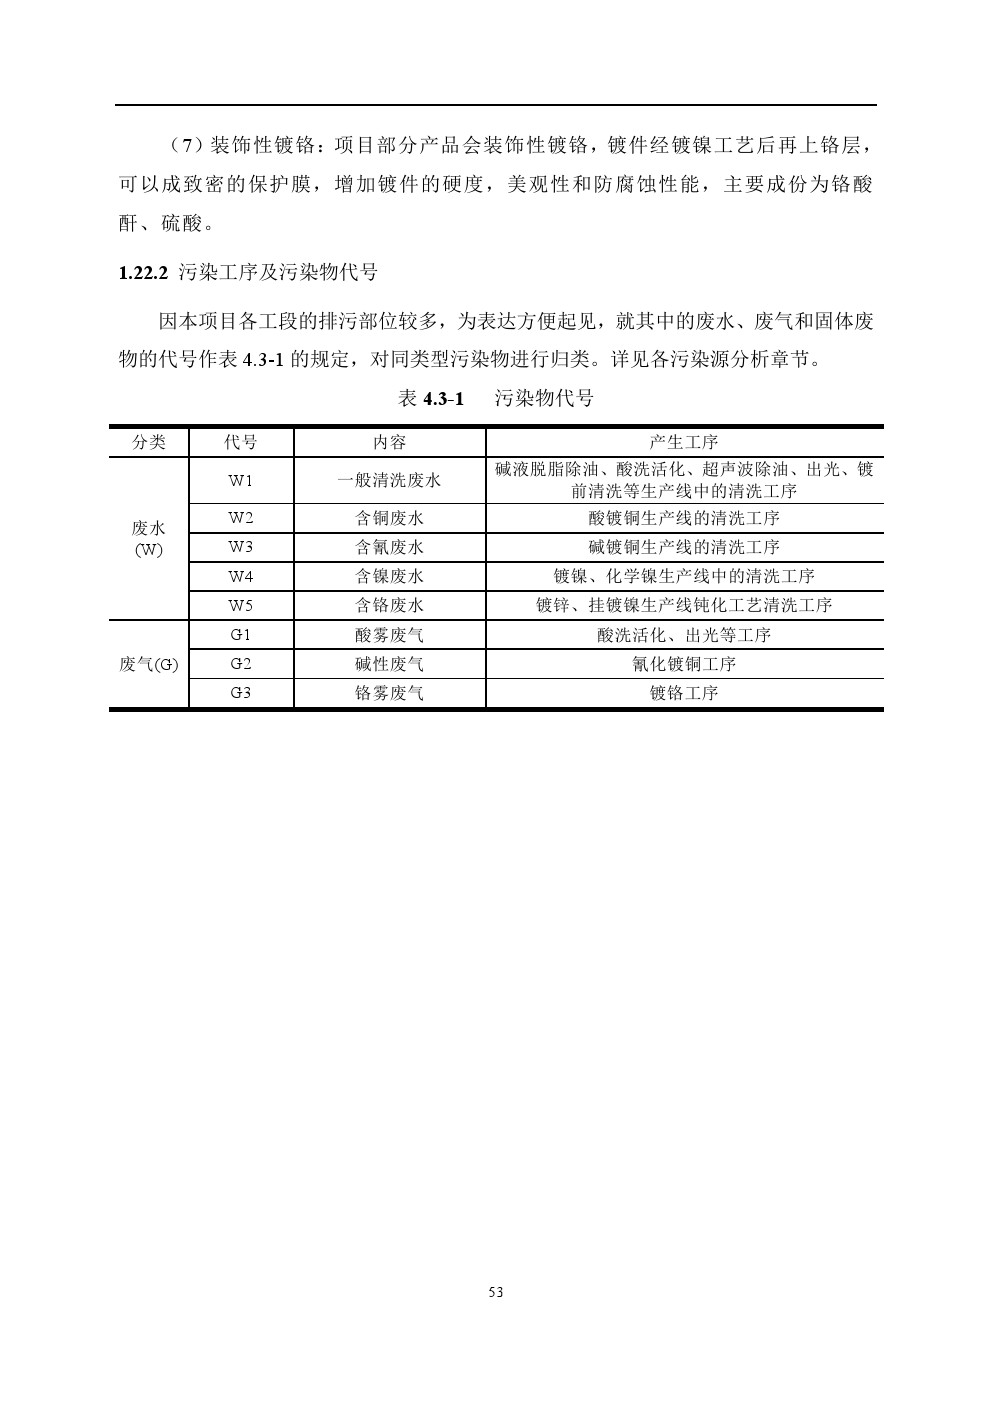 （7）装饰性镀铬：项目部分产品会装饰性镀铬，镀件经镀镍工艺后再上铬层，
可以成致密的保护膜，增加镀件的硬度，美观性和防腐蚀性能，主要成份为铬酸
酐、硫酸。
1.22.2 污染工序及污染物代号
因本项目各工段的排污部位较多，为表达方便起见，就其中的废水、废气和固体废
物的代号作表 4.3-1 的规定，对同类型污染物进行归类。详见各污染源分析章节。
表 4.3-1 污染物代号
分类 代号 内容 产生工序
废水
(W)
W1 一般清洗废水 碱液脱脂除油、酸洗活化、超声波除油、出光、镀
前清洗等生产线中的清洗工序
W2 含铜废水 酸镀铜生产线的清洗工序
W3 含氰废水 碱镀铜生产线的清洗工序
W4 含镍废水 镀镍、化学镍生产线中的清洗工序
W5 含铬废水 镀锌、挂镀镍生产线钝化工艺清洗工序
废气(G)
G1 酸雾废气 酸洗活化、出光等工序
G2 碱性废气 氰化镀铜工序
G3 铬雾废气 镀铬工序
53